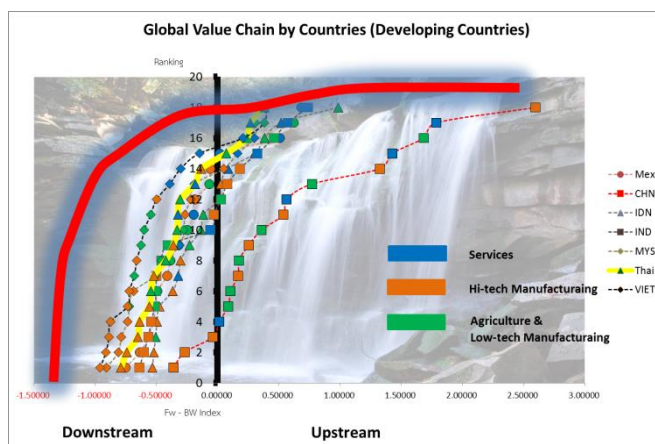 Global Value Chain by Countries (Developing Countries)
Ranking
20
18
16
14
12
10
8
6
4
2
0
-1.50000 -1.00000 -0.50000 0.00000 0.50000 1.00000 1.50000 2.00000 2.50000 3.00000
Fw - BW Index
Downstream Upstream
Services
Hi-tech Manufacturaing
Agriculture &
Low-tech Manufacturaing
Mex
CHN
IDN
IND
MYS
Thai
VIET